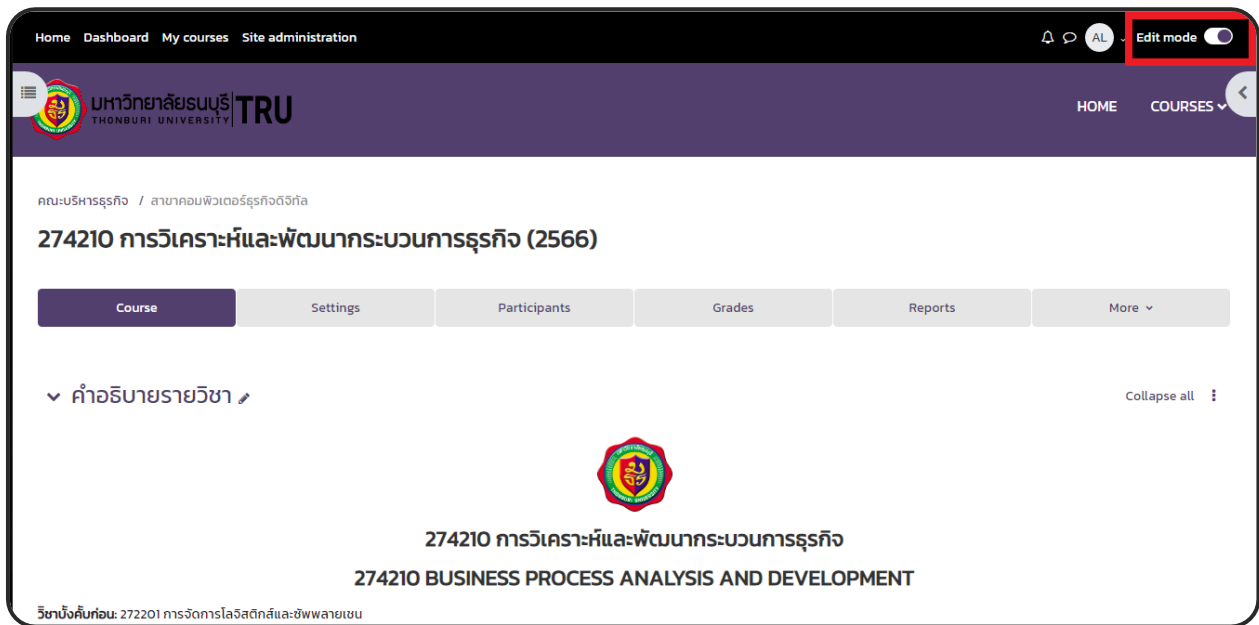 Home Dashboard My courses Site administration
AL Edit mode
มหาวิทยาลัยธนบุรี TRU
THONBURI UNIVERSITY
HOME COURSES
คณะบริหารธุรกิจ / สาขาคอมพิวเตอร์ธุรกิจดิจิทัล
274210 การวิเคราะห์และพัฒนากระบวนการธุรกิจ (2566)
Course Settings Participants Grades Reports More
คำอธิบายรายวิชา
Collapse all
274210 การวิเคราะห์และพัฒนากระบวนการธุรกิจ
274210 BUSINESS PROCESS ANALYSIS AND DEVELOPMENT
วิชาบังคับก่อน: 272201 การจัดการโลจิสติกส์และซัพพลายเชน